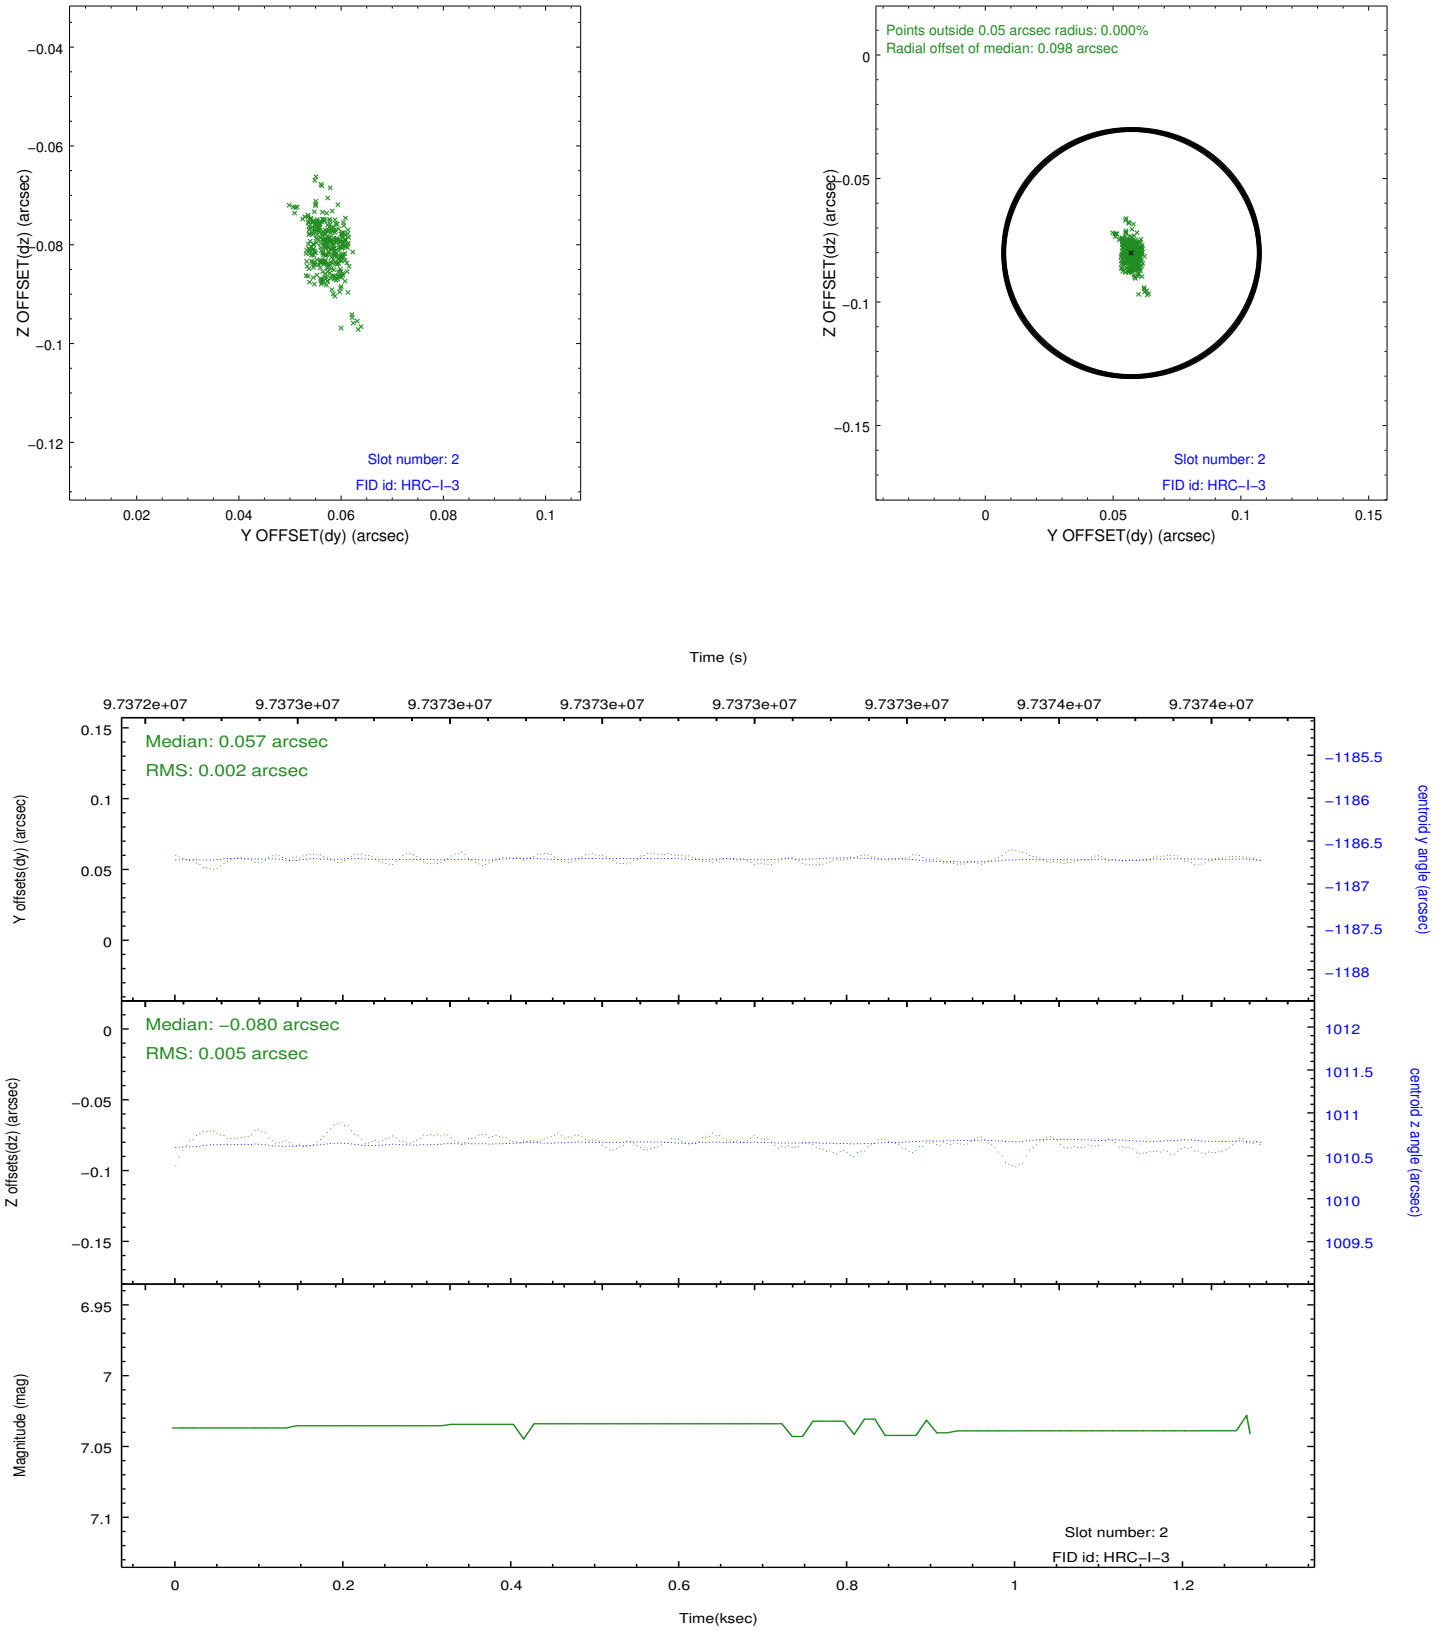 −0.04
−0.06
−0.08
−0.1
−0.12
Z OFFSET(dz) (arcsec)
Slot number: 2
FID id: HRC−I−3
0.02 0.04 0.06 0.08 0.1
Y OFFSET(dy) (arcsec)
Points outside 0.05 arcsec radius: 0.000%
Radial offset of median: 0.098 arcsec
0
−0.05
−0.1
−0.15
Z OFFSET(dz) (arcsec)
Slot number: 2
FID id: HRC−I−3
0 0.05 0.1 0.15
Y OFFSET(dy) (arcsec)
Time (s)
9.7372e+07 9.7373e+07 9.7373e+07 9.7373e+07 9.7373e+07 9.7373e+07 9.7374e+07 9.7374e+07
Median: 0.057 arcsec
RMS: 0.002 arcsec
0.15
0.1
0.05
0
Y offsets(dy) (arcsec)
−1185.5
−1186
−1186.5
−1187
−1187.5
−1188
centroid y angle (arcsec)
Median: −0.080 arcsec
RMS: 0.005 arcsec
0
−0.05
−0.1
−0.15
Z offsets(dz) (arcsec)
1012
1011.5
1011
1010.5
1010
1009.5
centroid z angle (arcsec)
6.95
7
7.05
7.1
Magnitude (mag)
Slot number: 2
FID id: HRC−I−3
0 0.2 0.4 0.6 0.8 1 1.2
Time(ksec)